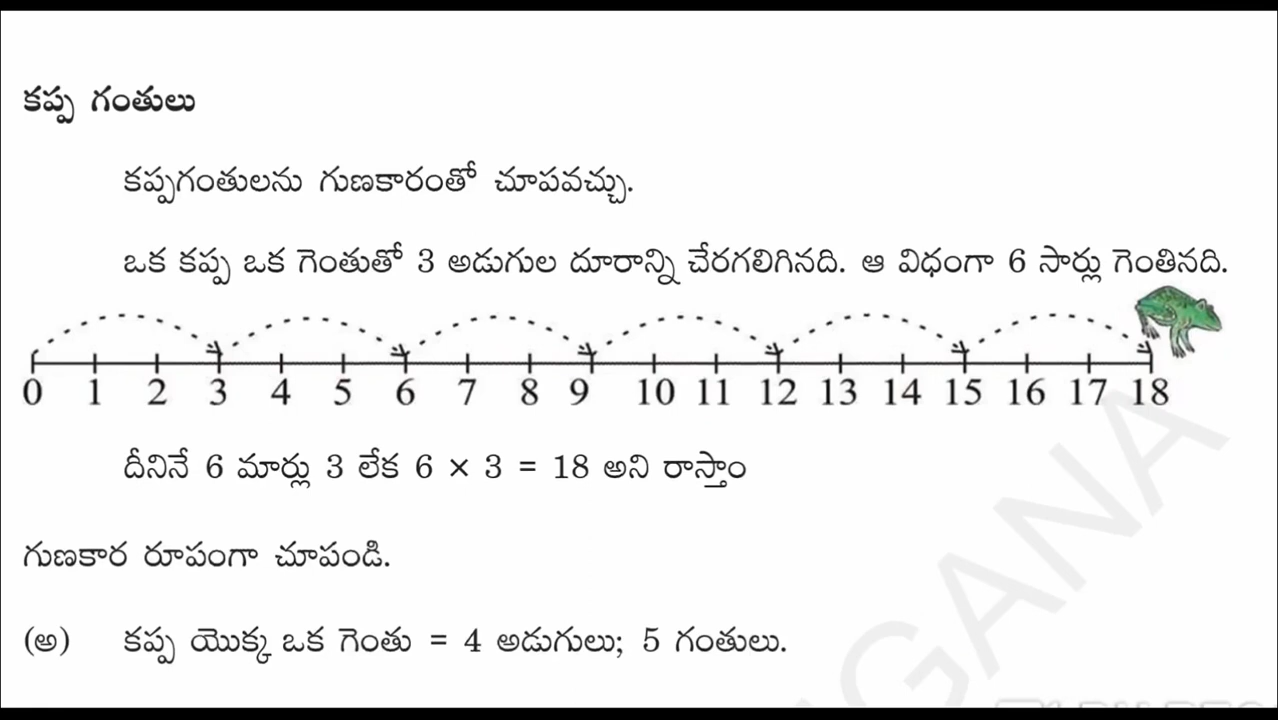 కప్ప గంతులు
కప్పగంతులను గుణకారంతో చూపవచ్చు.
ఒక కప్ప ఒక గెంతుతో 3 అడుగుల దూరాన్ని చేరగలిగినది. ఆ విధంగా 6 సార్లు గెంతినది.
0 1 2 3 4 5 6 7 8 9 10 11 12 13 14 15 16 17 18
దీనినే 6 మార్లు 3 లేక 6 × 3 = 18 అని రాస్తాం
గుణకార రూపంగా చూపండి.
(అ) కప్ప యొక్క ఒక గెంతు = 4 అడుగులు; 5 గంతులు.
GANA